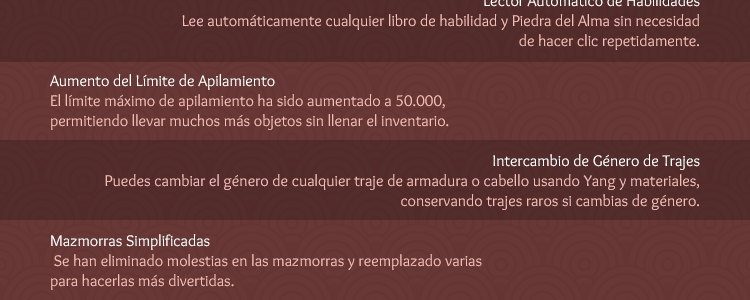 Lector Automático de Habilidades
Lee automáticamente cualquier libro de habilidad y Piedra del Alma sin necesidad
de hacer clic repetidamente.
Aumento del Límite de Apilamiento
El límite máximo de apilamiento ha sido aumentado a 50.000,
permitiendo llevar muchos más objetos sin llenar el inventario.
Intercambio de Género de Trajes
Puedes cambiar el género de cualquier traje de armadura o cabello usando Yang y materiales,
conservando trajes raros si cambias de género.
Mazmorras Simplificadas
Se han eliminado molestias en las mazmorras y reemplazado varias
para hacerlas más divertidas.